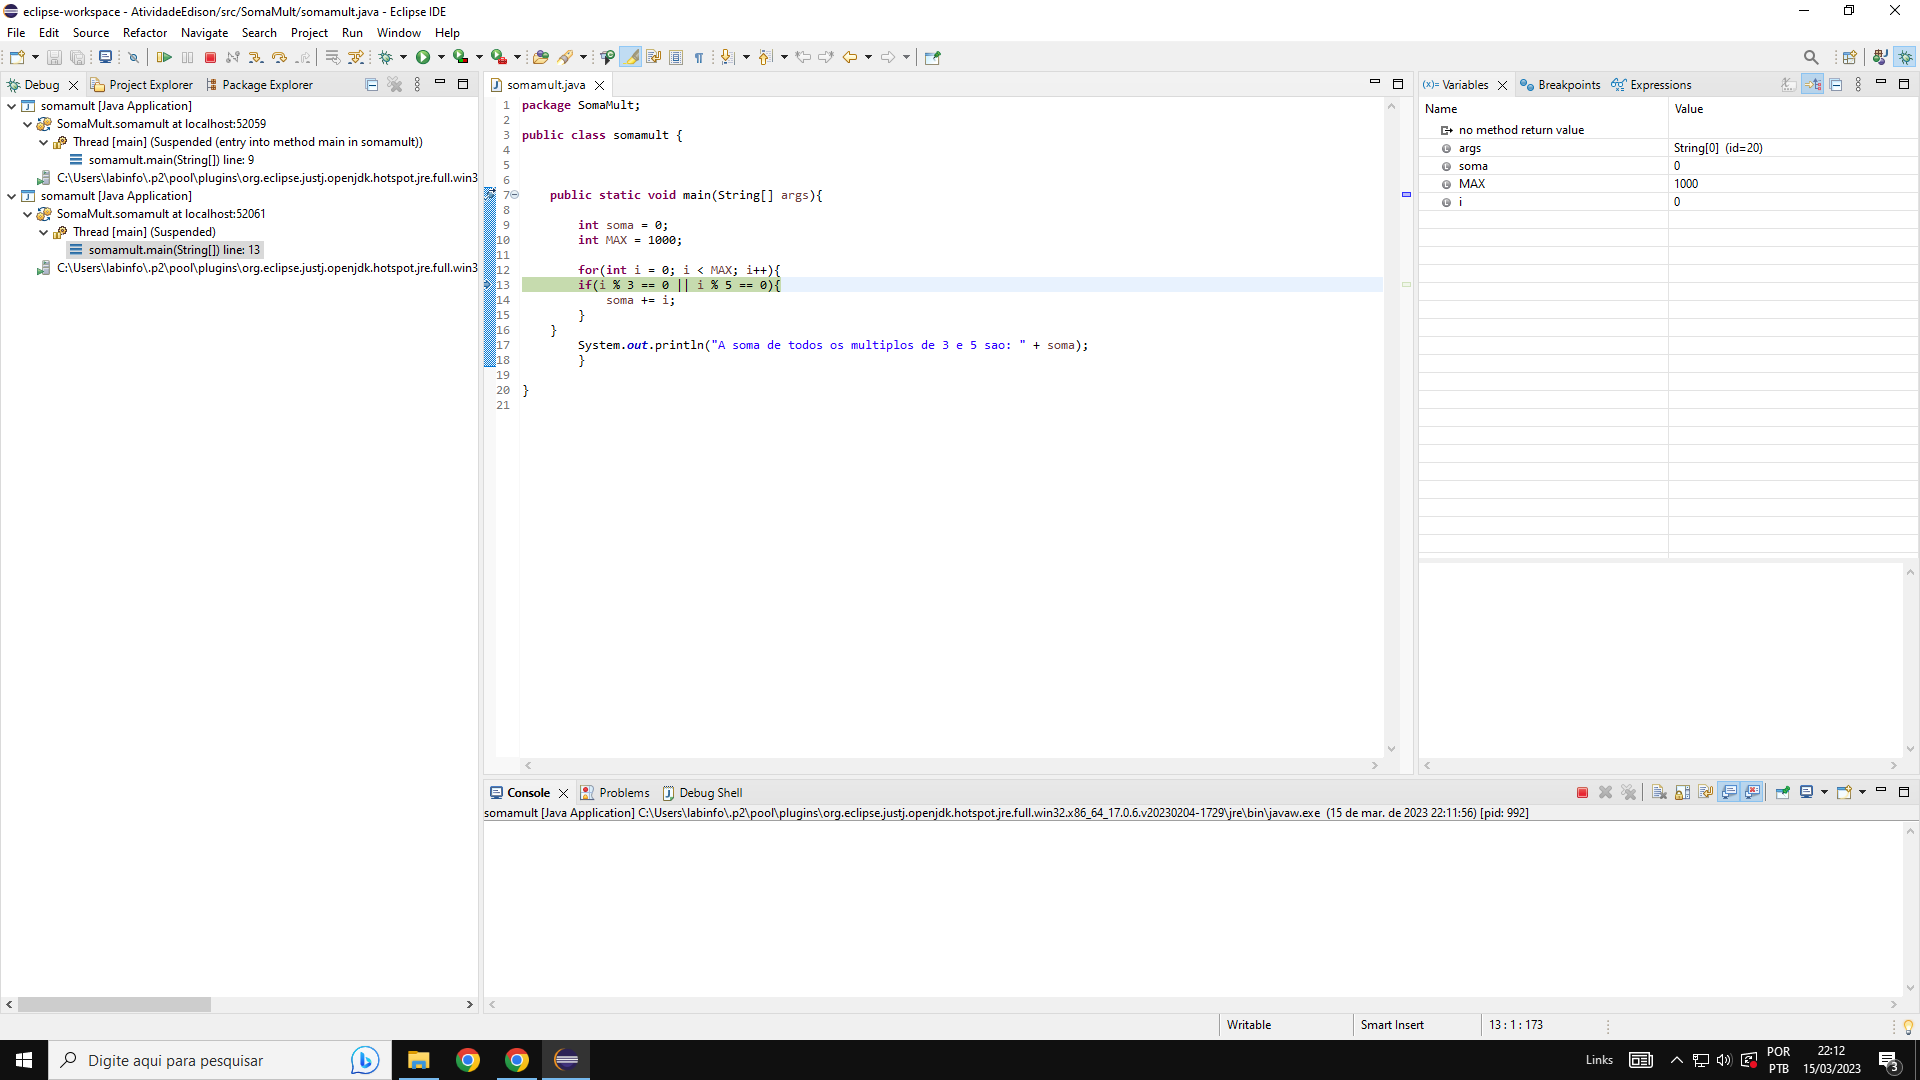 eclipse-workspace - AtividadeEdison/src/SomaMult/somamult.java - Eclipse IDE
File Edit Source Refactor Navigate Search Project Run Window Help
Debug Project Explorer Package Explorer
somamult [Java Application]
SomaMult.somamult at localhost:52059
Thread [main] (Suspended (entry into method main in somamult))
somamult.main(String[]) line: 9
C:\Users\labinfo\.p2\pool\plugins\org.eclipse.justj.openjdk.hotspot.jre.full.win3
somamult [Java Application]
SomaMult.somamult at localhost:52061
Thread [main] (Suspended)
somamult.main(String[]) line: 13
C:\Users\labinfo\.p2\pool\plugins\org.eclipse.justj.openjdk.hotspot.jre.full.win3
somamult.java
1 package SomaMult;
2
3 public class somamult {
4
5
6
7 public static void main(String[] args){
8
9 int soma = 0;
10 int MAX = 1000;
11
12 for(int i = 0; i < MAX; i++){
13 if(i % 3 == 0 || i % 5 == 0){
14 soma += i;
15 }
16 }
17 System.out.println("A soma de todos os multiplos de 3 e 5 sao: " + soma);
18 }
19
20 }
21
(x)= Variables Breakpoints Expressions
Name Value
no method return value
args String[0] (id=20)
soma 0
MAX 1000
i 0
Console Problems Debug Shell
somamult [Java Application] C:\Users\labinfo\.p2\pool\plugins\org.eclipse.justj.openjdk.hotspot.jre.full.win32.x86_64_17.0.6.v20230204-1729\jre\bin\javaw.exe (15 de mar. de 2023 22:11:56) [pid: 992]
Writable Smart Insert 13 : 1 : 173
Digite aqui para pesquisar
Links
POR
PTB
22:12
15/03/2023
3